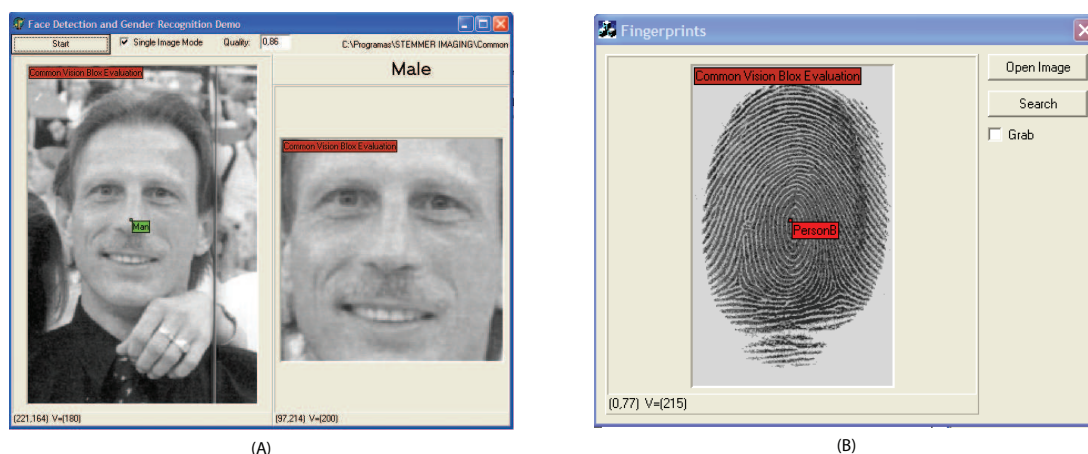 Face Detection and Gender Recognition Demo
Start
Single Image Mode
Quality:
0,86
C:\Programas\STEMMER IMAGING\Common
Common Vision Blox Evaluation
Man
(221,164) V=(180)
Male
Common Vision Blox Evaluation
(97,214) V=(200)
(A)
Fingerprints
Common Vision Blox Evaluation
PersonB
Open Image
Search
Grab
(0,77) V=(215)
(B)